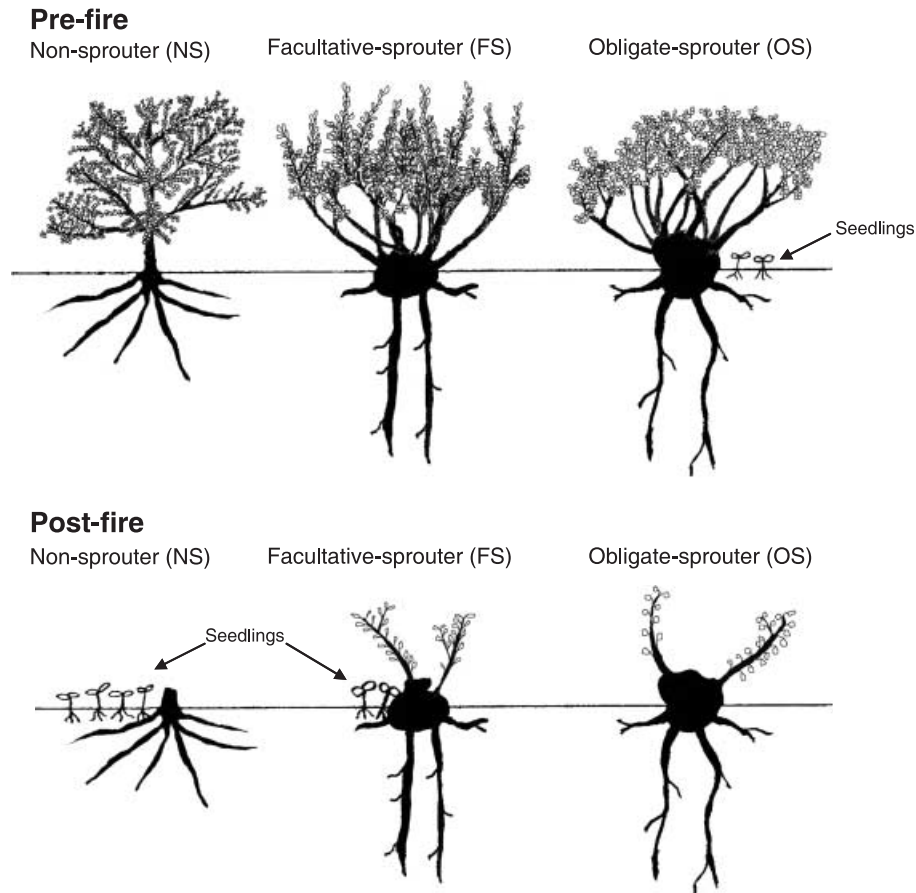 Pre-fire
Non-sprouter (NS)
Facultative-sprouter (FS)
Obligate-sprouter (OS)
Seedlings
Post-fire
Non-sprouter (NS)
Facultative-sprouter (FS)
Obligate-sprouter (OS)
Seedlings